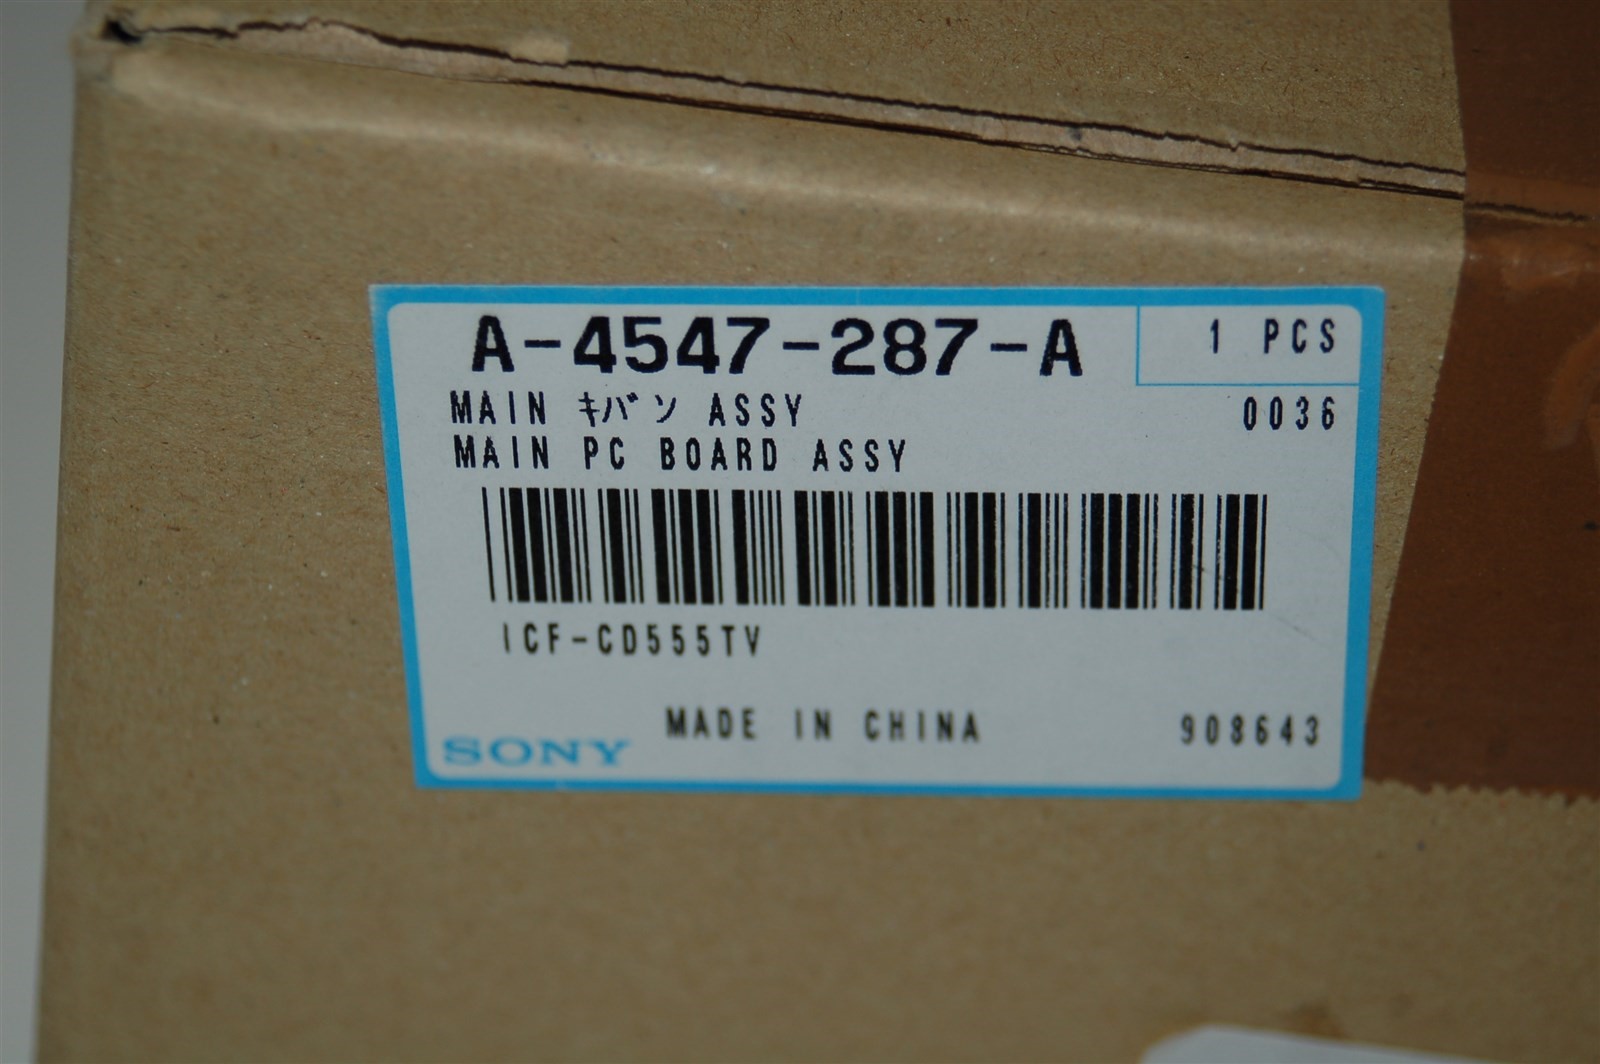 A-4547-287-A
1 PCS
MAIN キバン ASSY
0036
MAIN PC BOARD ASSY
ICF-CD555TV
MADE IN CHINA
908643
SONY